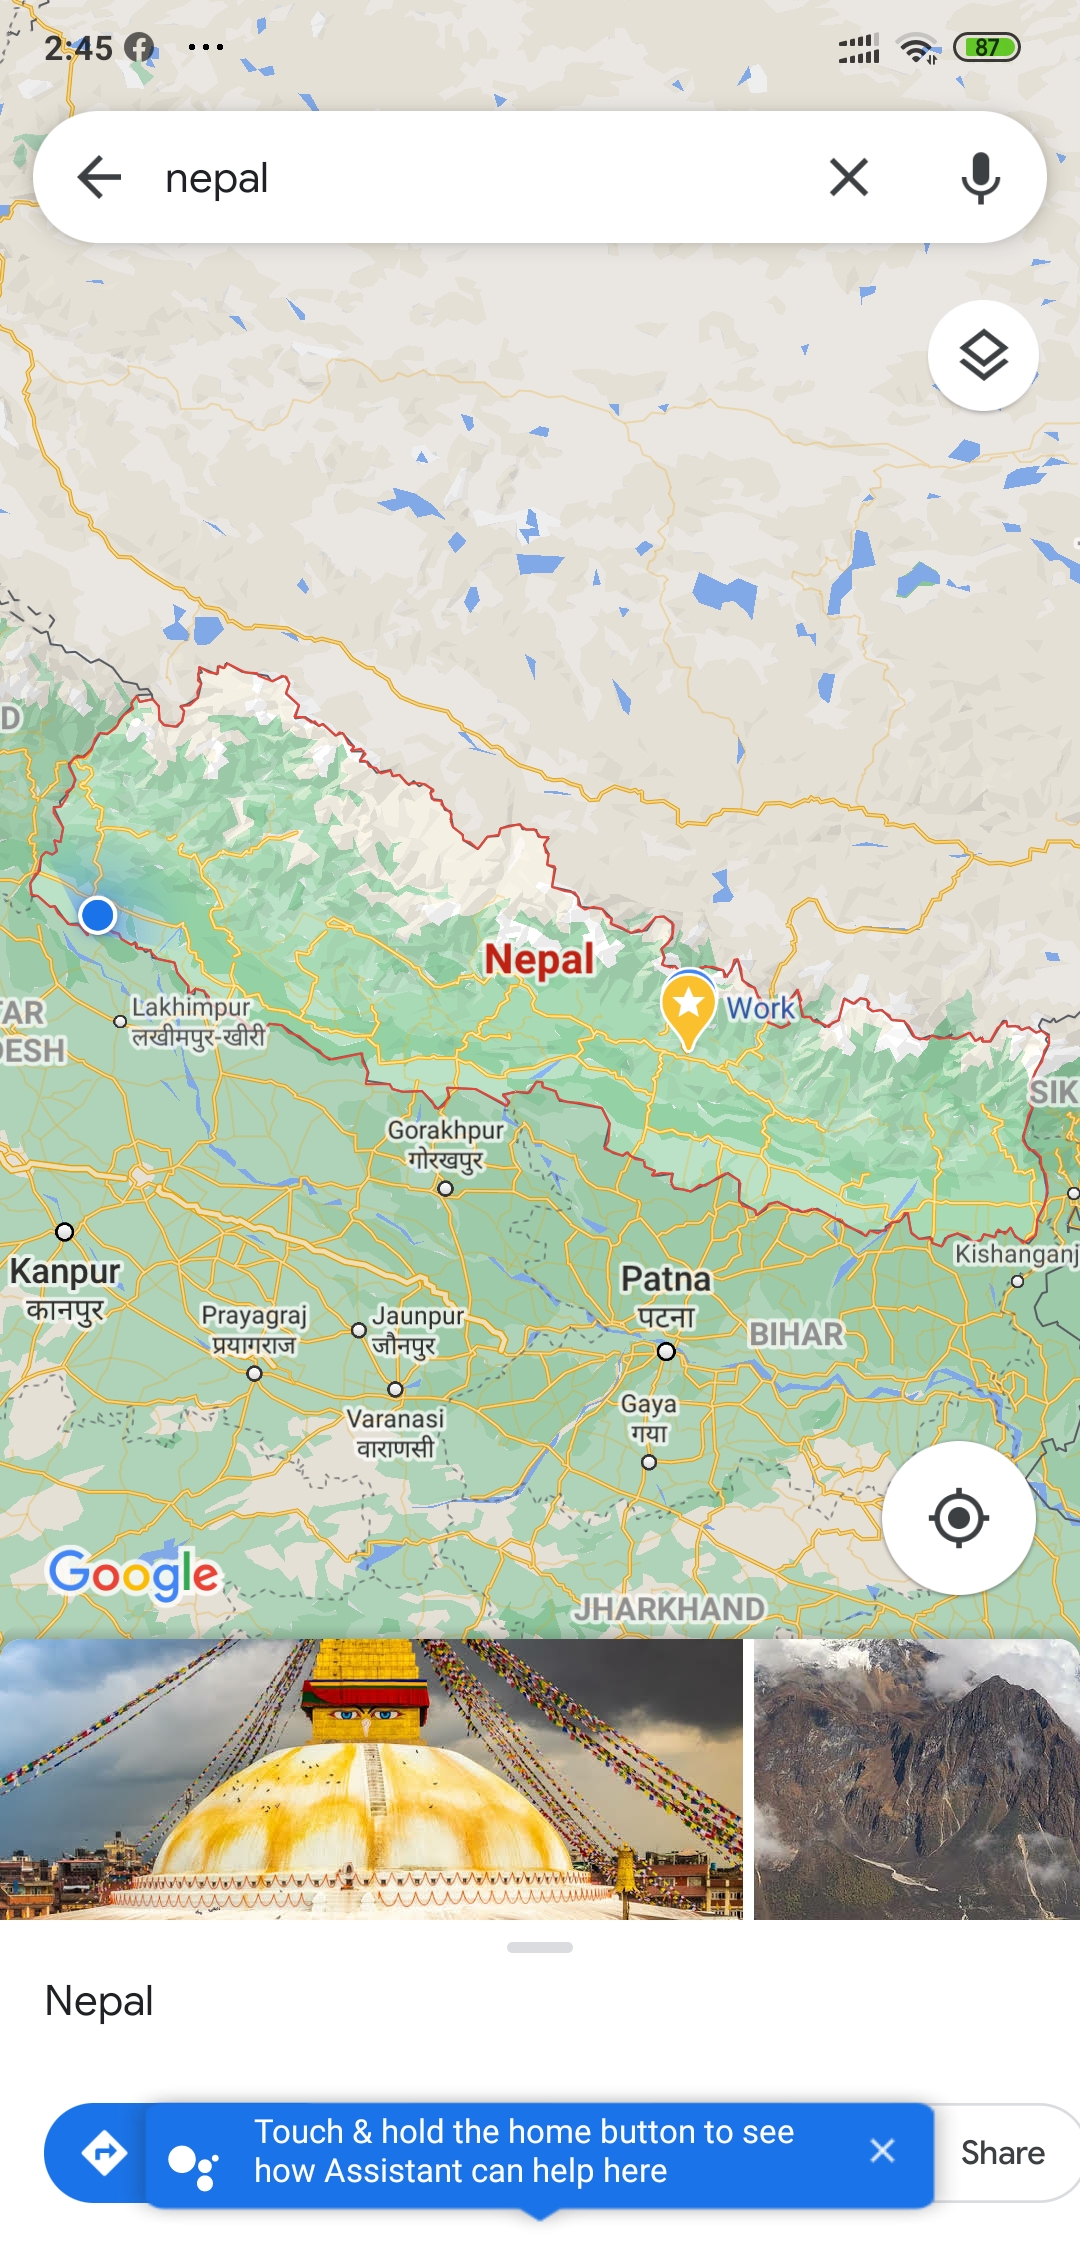 2:45
87
nepal
D
Nepal
Work
Lakhimpur
लखीमपुर-खीरी
AR
DESH
SIK
Gorakhpur
गोरखपुर
Kishanganj
Kanpur
कानपुर
Patna
पटना
Prayagraj
प्रयागराज
Jaunpur
जौनपुर
BIHAR
Varanasi
वाराणसी
Gaya
गया
Google
JHARKHAND
Nepal
Touch & hold the home button to see
how Assistant can help here
Share